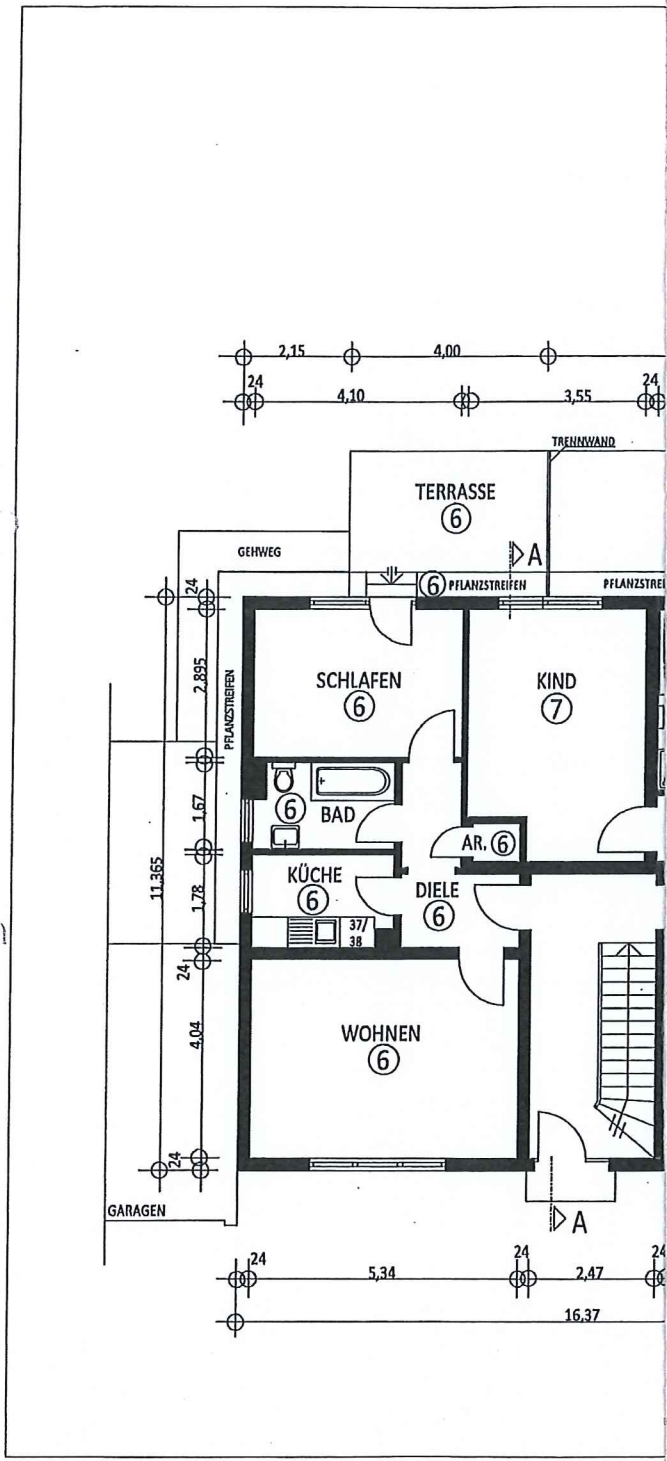 2,15 4,00
24 4,10 3,55 24
TRENNWAND
TERRASSE
6
A
GEHWEG
6 PFLANZSTREIFEN PFLANZSTREI
24
2,895
1,67
1,78
24
4,04
24
11,365
PFLANZSTREIFEN
SCHLAFEN
6
KIND
7
6 BAD
AR. 6
KÜCHE
6
37/
38
DIELE
6
WOHNEN
6
GARAGEN
A
24 5,34 24 2,47 24
16,37